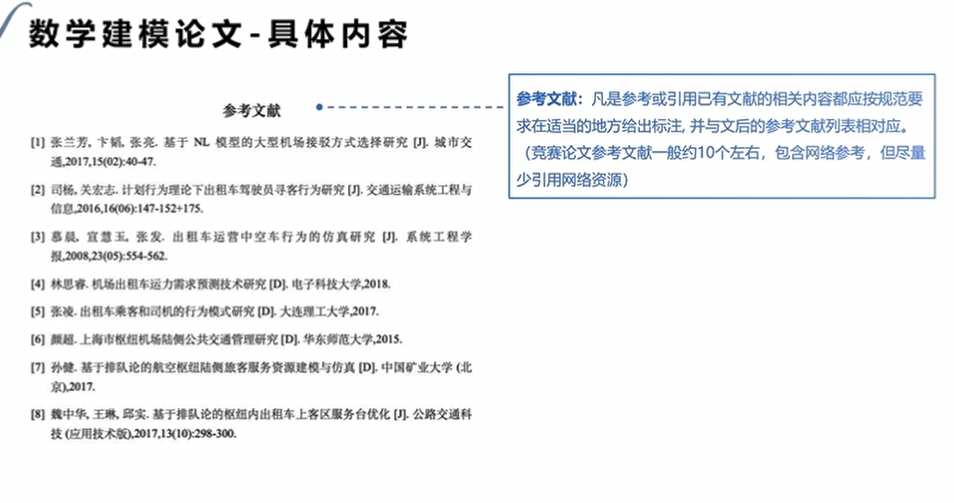 数学建模论文-具体内容
参考文献
[1] 张兰芳, 卞韬, 张亮. 基于 NL 模型的大型机场接驳方式选择研究 [J]. 城市交
通,2017,15(02):40-47.
[2] 司杨, 关宏志. 计划行为理论下出租车驾驶员寻客行为研究 [J]. 交通运输系统工程与
信息,2016,16(06):147-152+175.
[3] 慕晨, 宣慧玉, 张发. 出租车运营中空车行为的仿真研究 [J]. 系统工程学
报,2008,23(05):554-562.
[4] 林思睿. 机场出租车运力需求预测技术研究 [D]. 电子科技大学,2018.
[5] 张凌. 出租车乘客和司机的行为模式研究 [D]. 大连理工大学,2017.
[6] 颜超. 上海市枢纽机场陆侧公共交通管理研究 [D]. 华东师范大学,2015.
[7] 孙健. 基于排队论的航空枢纽陆侧旅客服务资源建模与仿真 [D]. 中国矿业大学 (北
京),2017.
[8] 魏中华, 王琳, 邱实. 基于排队论的枢纽内出租车上客区服务台优化 [J]. 公路交通科
技 (应用技术版),2017,13(10):298-300.
参考文献：凡是参考或引用已有文献的相关内容都应按规范要
求在适当的地方给出标注, 并与文后的参考文献列表相对应。
（竞赛论文参考文献一般约10个左右，包含网络参考，但尽量
少引用网络资源）